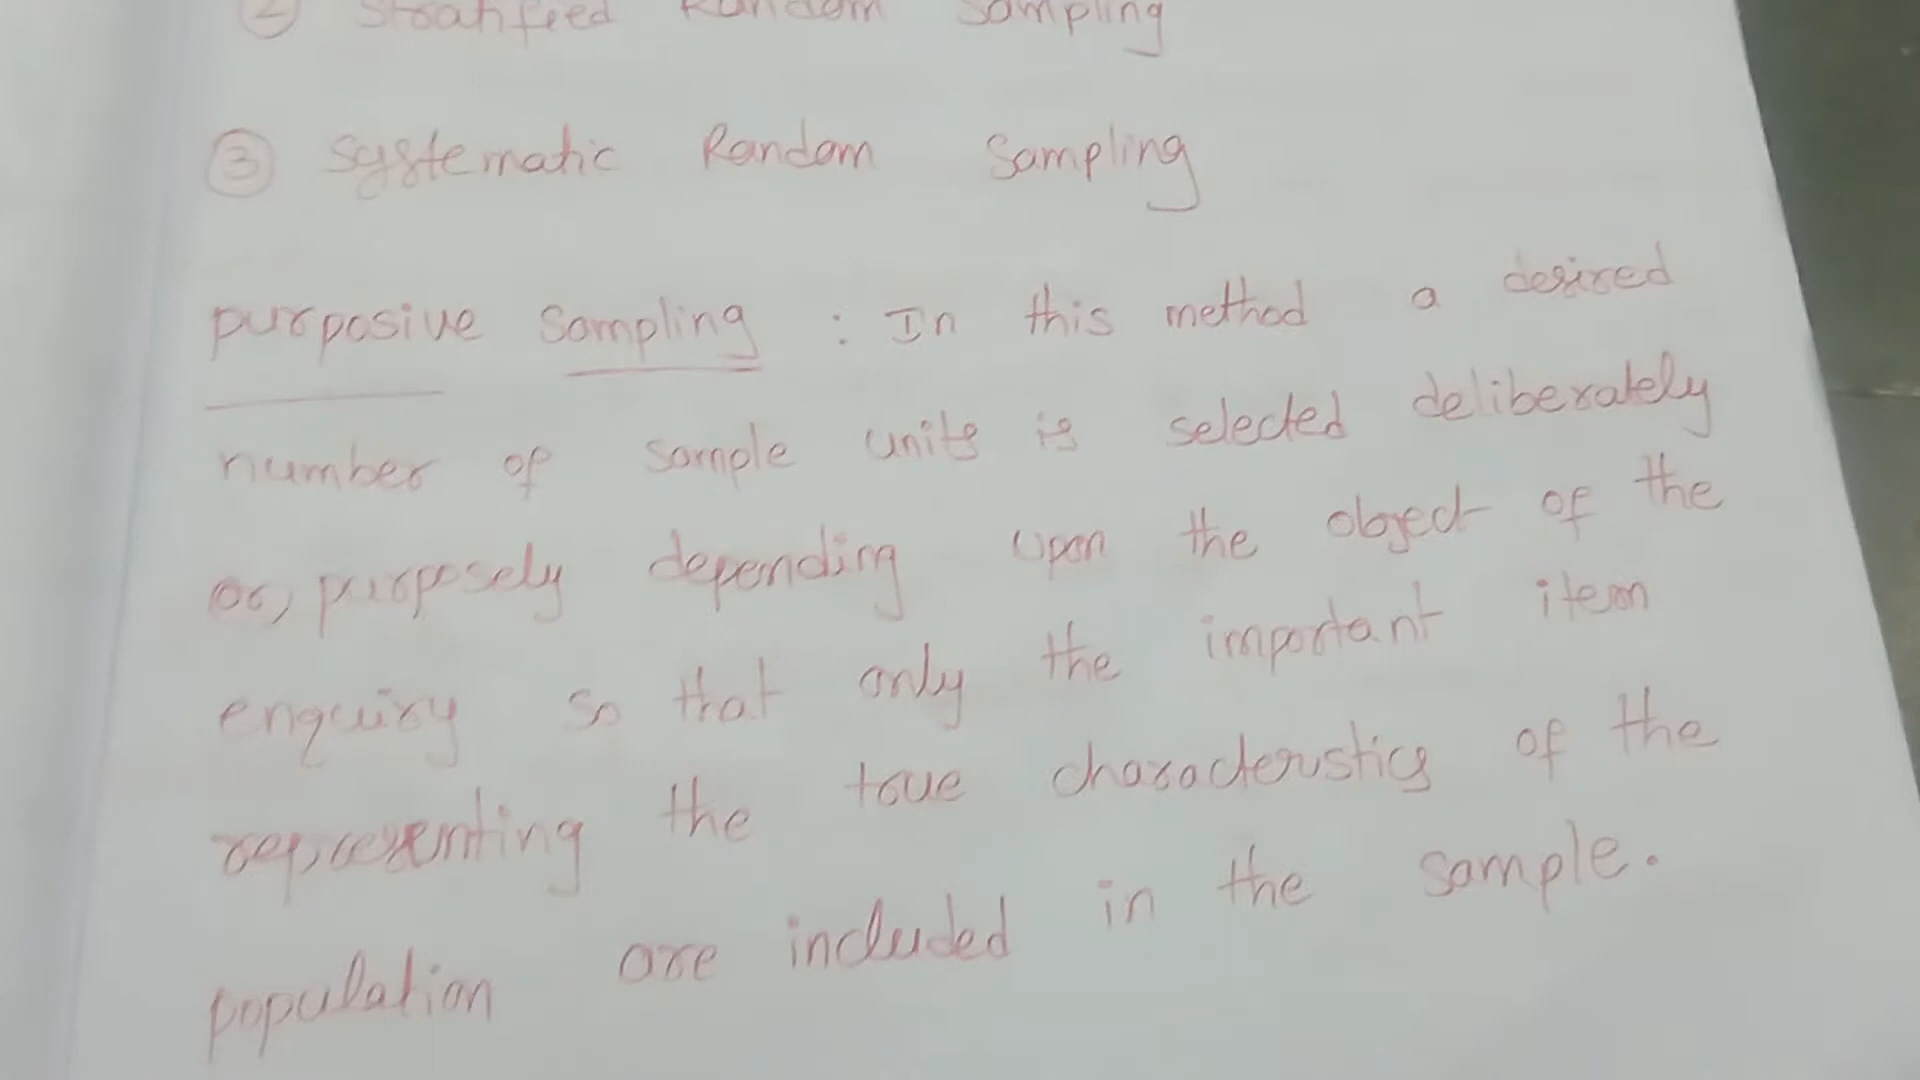 ② Stratified Random Sampling
③ Systematic Random Sampling
purposive Sampling : In this method a desired
number of sample units is selected deliberately
or, purposely depending upon the object of the
enquiry so that only the important item
representing the true characterstics of the
population are included in the sample.